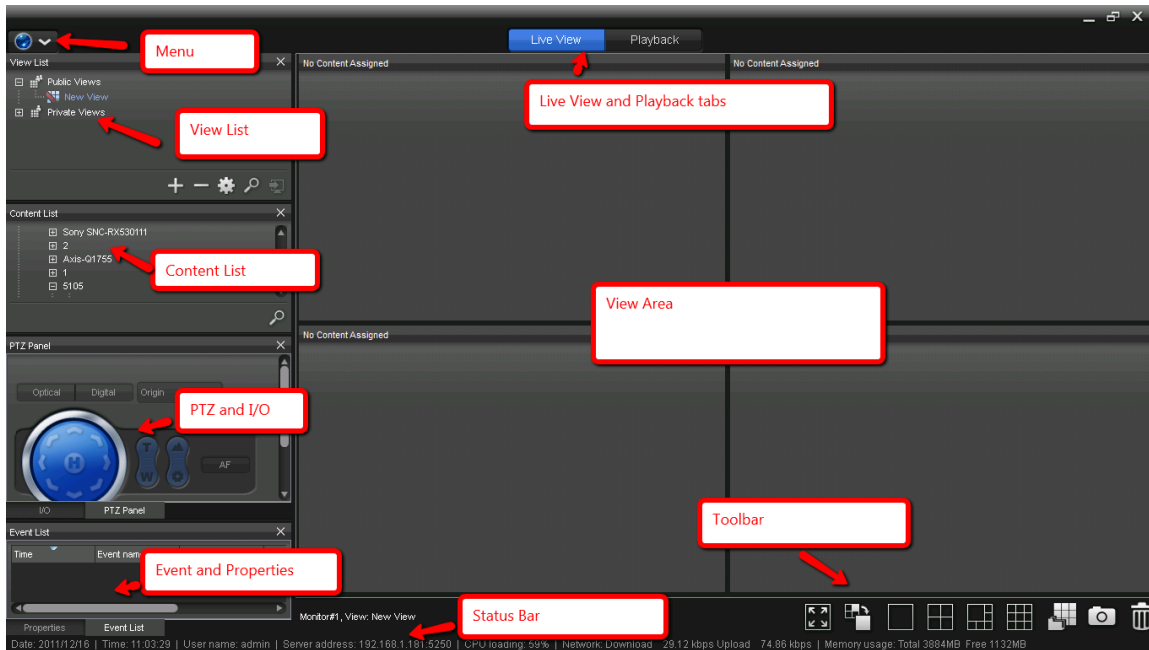 Menu
Live View
Playback
View List
No Content Assigned
No Content Assigned
Public Views
New View
Private Views
Live View and Playback tabs
View List
Content List
Sony SNC-RX530111
2
Axis-Q1755
1
5105
Content List
View Area
No Content Assigned
PTZ Panel
Optical
Digital
Origin
PTZ and I/O
T
W
H
AF
I/O
PTZ Panel
Toolbar
Event List
Time
Event name
Event and Properties
Status Bar
Monitor#1, View: New View
Properties
Event List
Date: 2011/12/16 | Time: 11:03:29 | User name: admin | Server address: 192.168.1.181:5250 | CPU loading: 59% | Network: Download 29.12 kbps Upload 74.86 kbps | Memory usage: Total 3884MB Free 1132MB